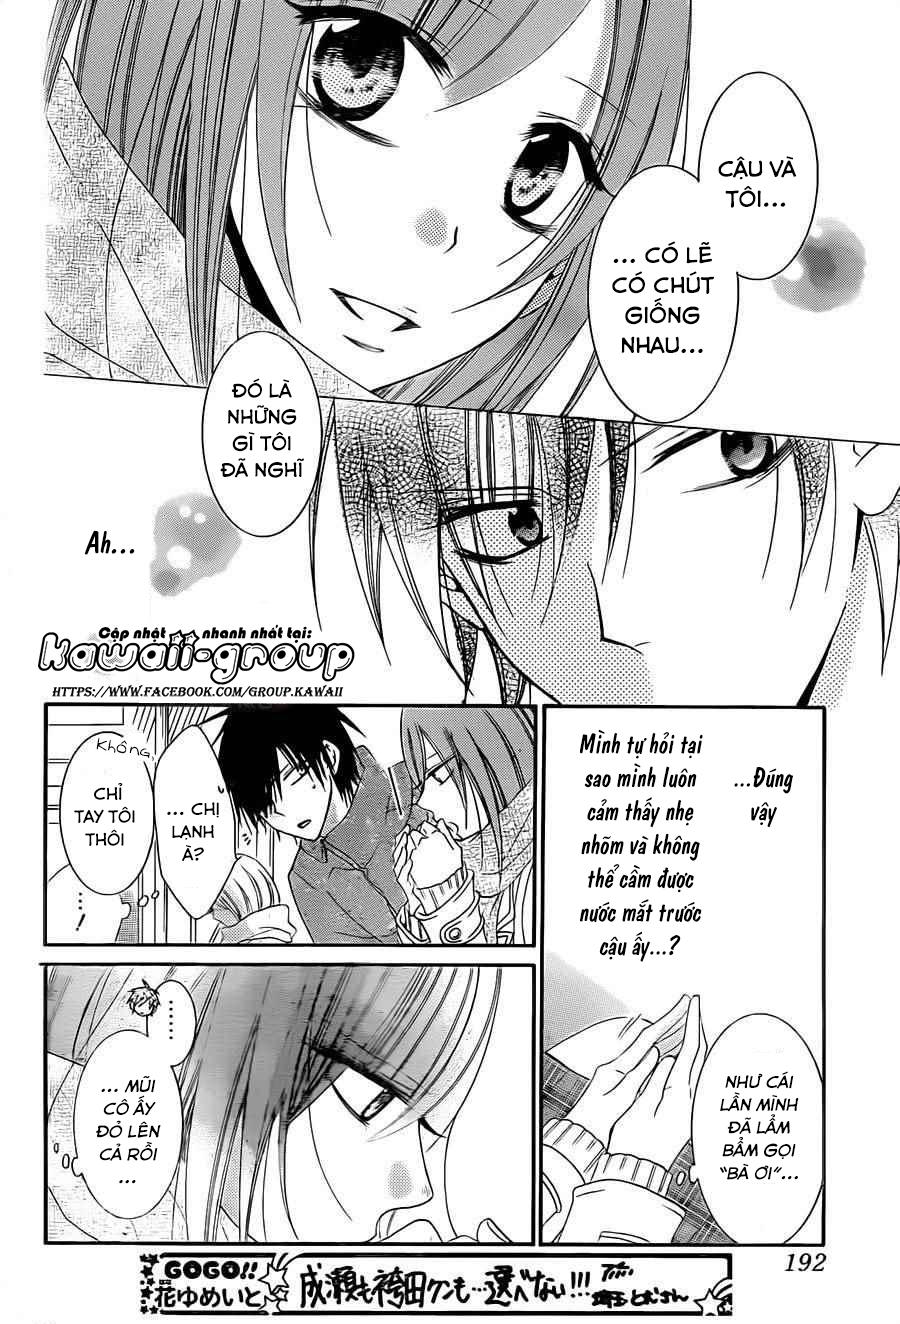 CẬU VÀ
TÔI...
... CÓ LẼ
CÓ CHÚT
GIỐNG
NHAU...
ĐÓ LÀ
NHỮNG
GÌ TÔI
ĐÃ NGHĨ
Ah...
Cập nhật nhanh nhất tại:
kawaii-group
HTTPS://WWW.FACEBOOK.COM/GROUP.KAWAII
...Đúng
vậy
Mình tự hỏi tại
sao mình luôn
cảm thấy nhẹ
nhõm và không
thể cầm được
nước mắt trước
cậu ấy...?
NHƯ CÁI
LẦN MÌNH
ĐÃ LẨM
BẨM GỌI
"BÀ ƠI"...
... CHỊ
LẠNH
À?
Không,
CHỈ
TAY TÔI
THÔI
...!
......
... MŨI
CÔ ẤY
ĐỎ LÊN
CẢ RỒI
...
192
GOGO!!
花ゆめいと
成瀬も袴田クンも…選べない!!!
埼玉